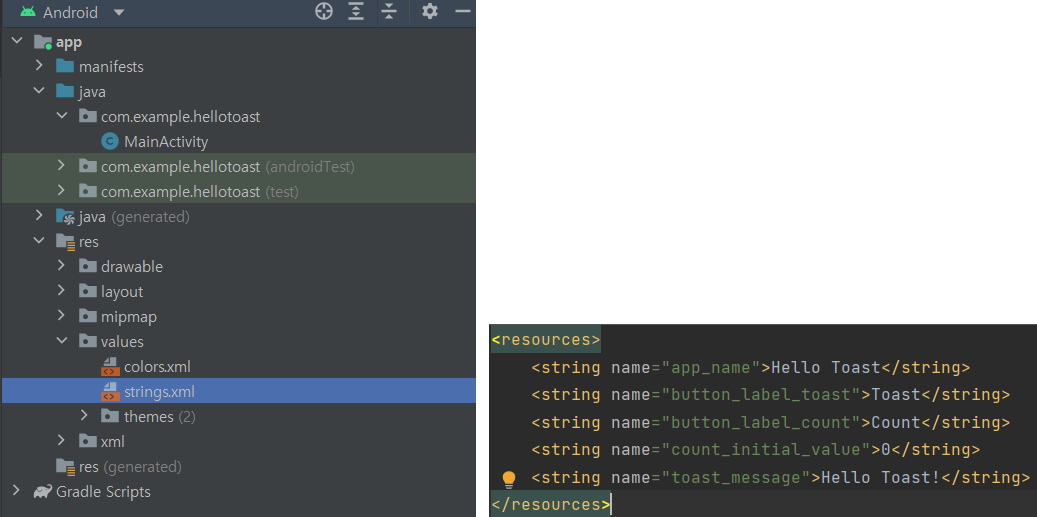 Android
app
manifests
java
com.example.hellotoast
MainActivity
com.example.hellotoast (androidTest)
com.example.hellotoast (test)
java (generated)
res
drawable
layout
mipmap
values
colors.xml
strings.xml
themes (2)
xml
res (generated)
Gradle Scripts
<resources>
    <string name="app_name">Hello Toast</string>
    <string name="button_label_toast">Toast</string>
    <string name="button_label_count">Count</string>
    <string name="count_initial_value">0</string>
    <string name="toast_message">Hello Toast!</string>
</resources>